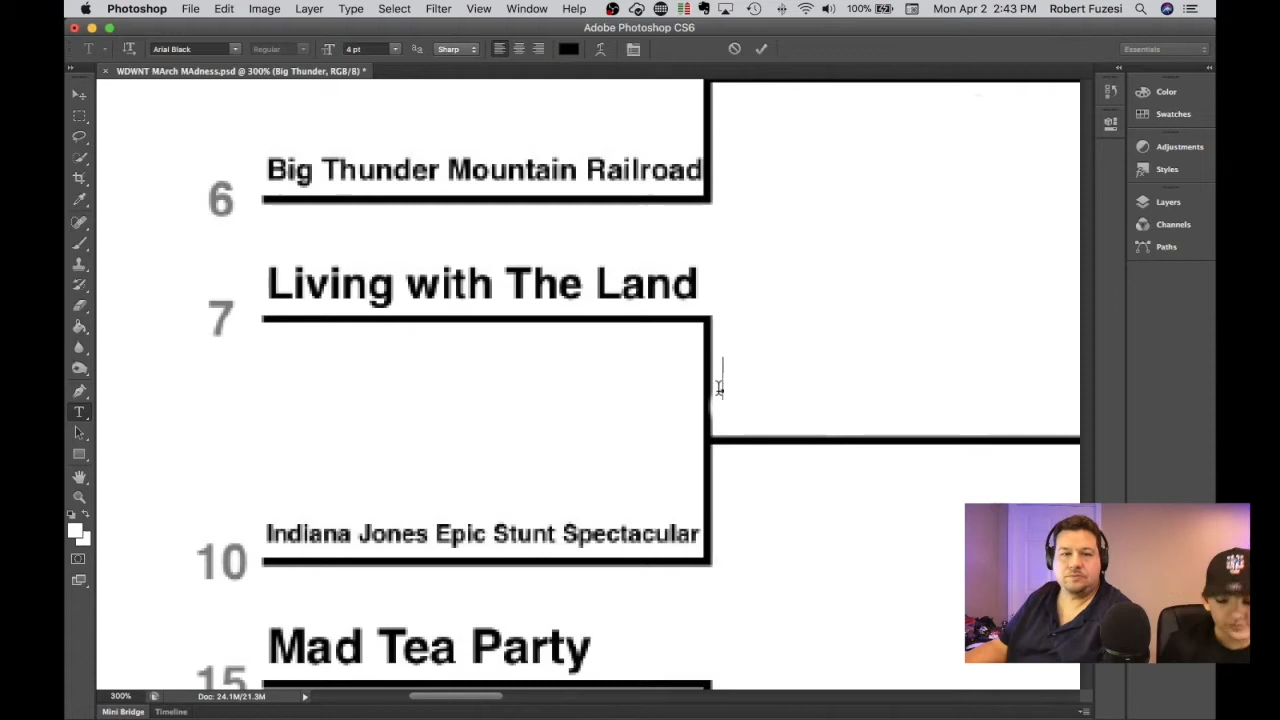 Photoshop File Edit Image Layer Type Select Filter View Window Help 100% Mon Apr 2 2:43 PM Robert Fuzesi
Adobe Photoshop CS6
T Arial Black Regular 4 pt Sharp Essentials
× WDWNT MArch MAdness.psd @ 300% (Big Thunder, RGB/8) *
Color
Swatches
Adjustments
Styles
Layers
Channels
Paths
Big Thunder Mountain Railroad
6
Living with The Land
7
Indiana Jones Epic Stunt Spectacular
10
Mad Tea Party
15
300% Doc: 24.1M/21.3M
Mini Bridge Timeline